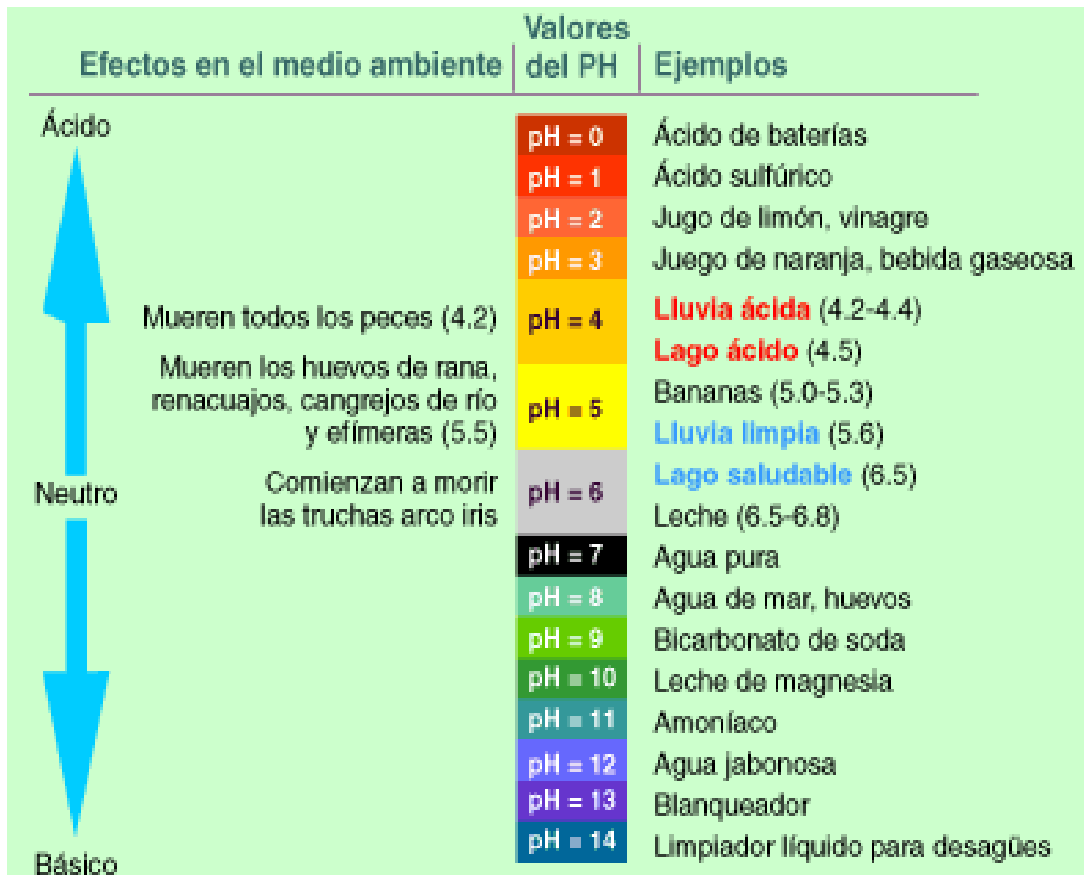 Efectos en el medio ambiente
Valores
del PH
Ejemplos
Ácido
pH = 0
Ácido de baterías
pH = 1
Ácido sulfúrico
pH = 2
Jugo de limón, vinagre
pH = 3
Juego de naranja, bebida gaseosa
Mueren todos los peces (4.2)
pH = 4
Lluvia ácida (4.2-4.4)
Lago ácido (4.5)
Mueren los huevos de rana,
renacuajos, cangrejos de río
y efímeras (5.5)
pH = 5
Bananas (5.0-5.3)
Lluvia limpia (5.6)
Neutro
Comienzan a morir
las truchas arco iris
pH = 6
Lago saludable (6.5)
Leche (6.5-6.8)
pH = 7
Agua pura
pH = 8
Agua de mar, huevos
pH = 9
Bicarbonato de soda
pH = 10
Leche de magnesia
pH = 11
Amoníaco
pH = 12
Agua jabonosa
pH = 13
Blanqueador
pH = 14
Limpiador líquido para desagües
Básico